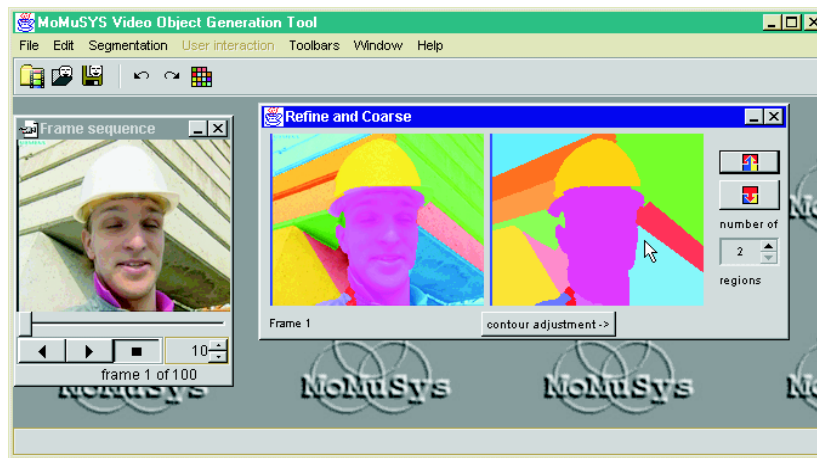 MoMuSYS Video Object Generation Tool
File Edit Segmentation User interaction Toolbars Window Help
Frame sequence
10
frame 1 of 100
Refine and Coarse
number of
2
regions
Frame 1
contour adjustment ->
MoMuSys MoMuSys MoMuSys